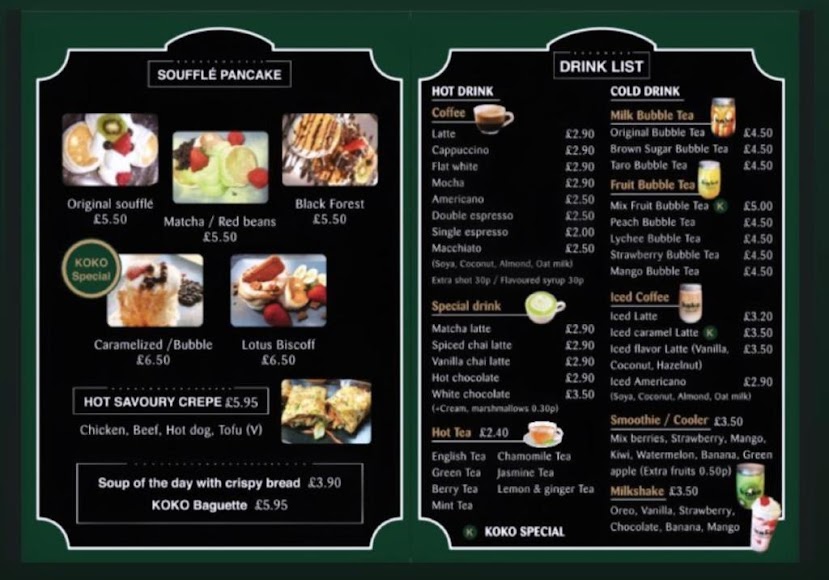 SOUFFLÉ PANCAKE
Original soufflé
£5.50
Matcha / Red beans
£5.50
Black Forest
£5.50
KOKO
Special
Caramelized /Bubble
£6.50
Lotus Biscoff
£6.50
HOT SAVOURY CREPE £5.95
Chicken, Beef, Hot dog, Tofu (V)
Soup of the day with crispy bread £3.90
KOKO Baguette £5.95
DRINK LIST
HOT DRINK
Coffee
Latte £2.90
Cappuccino £2.90
Flat white £2.90
Mocha £2.90
Americano £2.50
Double espresso £2.50
Single espresso £2.00
Macchiato £2.50
(Soya, Coconut, Almond, Oat milk)
Extra shot 30p / Flavoured syrup 30p
Special drink
Matcha latte £2.90
Spiced chai latte £2.90
Vanilla chai latte £2.90
Hot chocolate £2.90
White chocolate £3.50
(+Cream, marshmallows 0.30p)
Hot Tea £2.40
English Tea Chamomile Tea
Green Tea Jasmine Tea
Berry Tea Lemon & ginger Tea
Mint Tea
K KOKO SPECIAL
COLD DRINK
Milk Bubble Tea
Original Bubble Tea £4.50
Brown Sugar Bubble Tea £4.50
Taro Bubble Tea £4.50
Fruit Bubble Tea
Mix Fruit Bubble Tea K £5.00
Peach Bubble Tea £4.50
Lychee Bubble Tea £4.50
Strawberry Bubble Tea £4.50
Mango Bubble Tea £4.50
Iced Coffee
Iced Latte £3.20
Iced caramel Latte K £3.50
Iced flavor Latte (Vanilla, £3.50
Coconut, Hazelnut)
Iced Americano £2.90
(Soya, Coconut, Almond, Oat milk)
Smoothie / Cooler £3.50
Mix berries, Strawberry, Mango,
Kiwi, Watermelon, Banana, Green
apple (Extra fruits 0.50p)
Milkshake £3.50
Oreo, Vanilla, Strawberry,
Chocolate, Banana, Mango